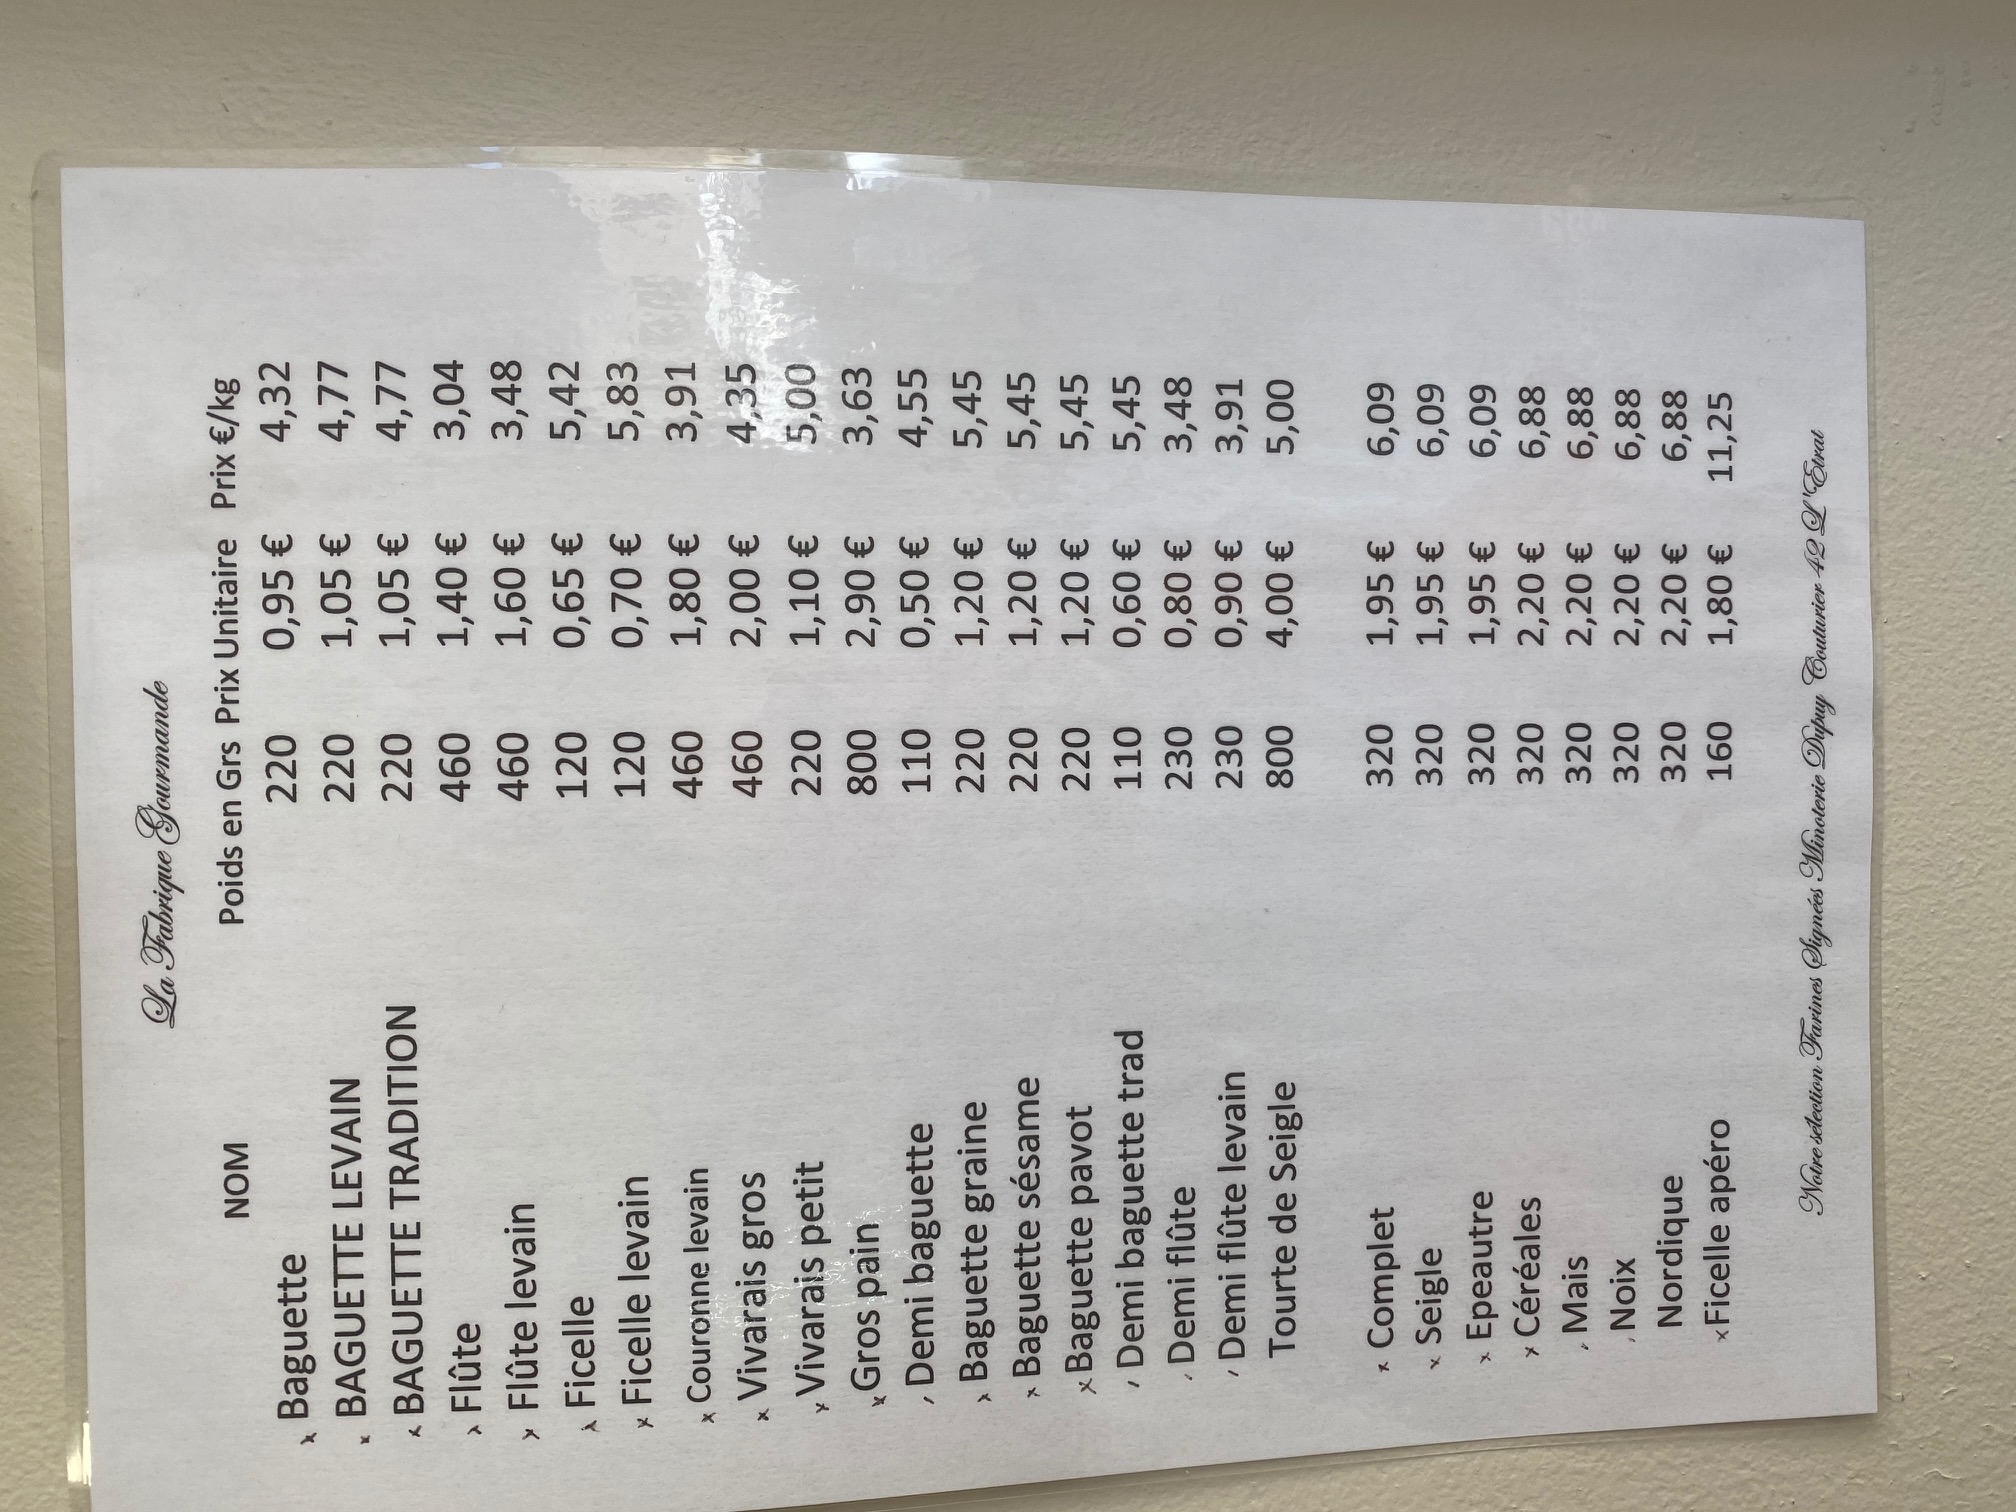 La Fabrique Gourmande
NOM Poids en Grs Prix Unitaire Prix €/kg
x Baguette 220 0,95 € 4,32
x BAGUETTE LEVAIN 220 1,05 € 4,77
x BAGUETTE TRADITION 220 1,05 € 4,77
x Flûte 460 1,40 € 3,04
x Flûte levain 460 1,60 € 3,48
x Ficelle 120 0,65 € 5,42
x Ficelle levain 120 0,70 € 5,83
x Couronne levain 460 1,80 € 3,91
x Vivarais gros 460 2,00 € 4,35
x Vivarais petit 220 1,10 € 5,00
x Gros pain 800 2,90 € 3,63
/ Demi baguette 110 0,50 € 4,55
x Baguette graine 220 1,20 € 5,45
x Baguette sésame 220 1,20 € 5,45
x Baguette pavot 220 1,20 € 5,45
/ Demi baguette trad 110 0,60 € 5,45
/ Demi flûte 230 0,80 € 3,48
/ Demi flûte levain 230 0,90 € 3,91
Tourte de Seigle 800 4,00 € 5,00
x Complet 320 1,95 € 6,09
x Seigle 320 1,95 € 6,09
x Epeautre 320 1,95 € 6,09
x Céréales 320 2,20 € 6,88
/ Mais 320 2,20 € 6,88
/ Noix 320 2,20 € 6,88
Nordique 320 2,20 € 6,88
x Ficelle apéro 160 1,80 € 11,25
Notre sélection Farines Signées Minoterie Dupuy Couturier 42 L'Etrat